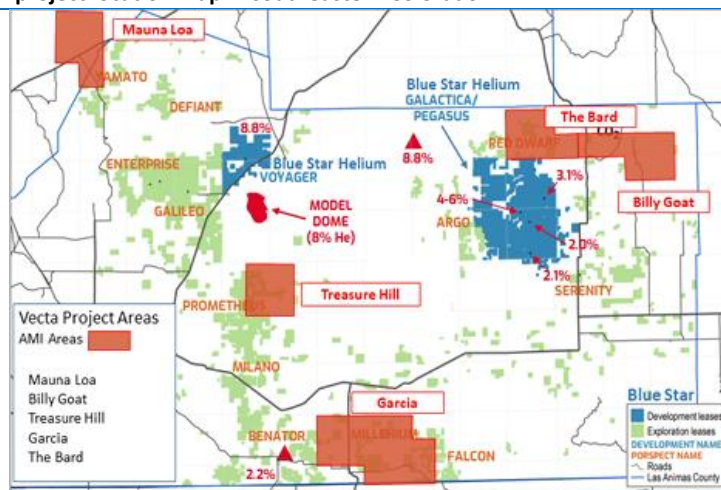 Mauna Loa
YAMATO
DEFIANT
Blue Star Helium
GALACTICA/
PEGASUS
The Bard
RED DWARF
8.8%
8.8%
ENTERPRISE
Blue Star Helium
VOYAGER
3.1%
4-6%
GALILEO
MODEL
DOME
(8% He)
ARGO
Billy Goat
2.0%
2.1%
SERENITY
Treasure Hill
PROMETHEUS
Vecta Project Areas
AMI Areas
Mauna Loa
Billy Goat
Treasure Hill
Garcia
The Bard
MILANO
Garcia
BENATOR
FALCON
2.2%
Blue Star
Development leases
Exploration leases
DEVELOPMENT NAME
PORSPECT NAME
Roads
Las Animas County